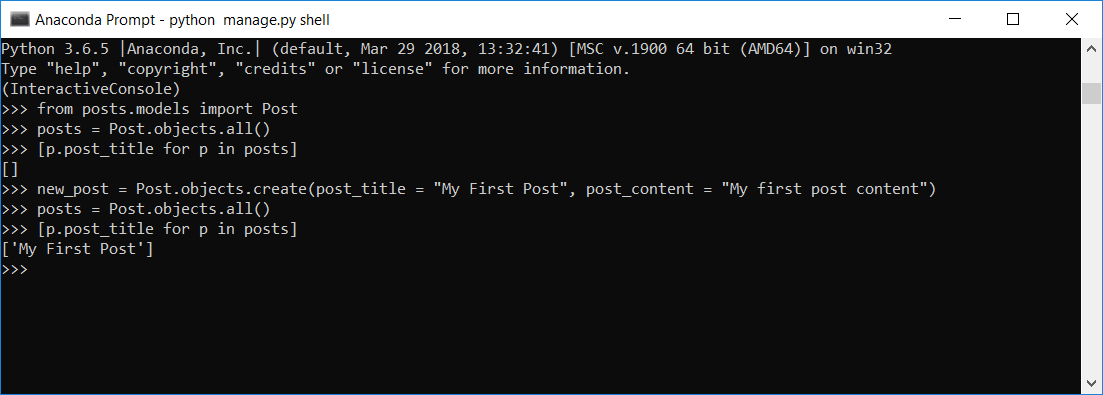 Anaconda Prompt - python  manage.py shell
Python 3.6.5 |Anaconda, Inc.| (default, Mar 29 2018, 13:32:41) [MSC v.1900 64 bit (AMD64)] on win32
Type "help", "copyright", "credits" or "license" for more information.
(InteractiveConsole)
>>> from posts.models import Post
>>> posts = Post.objects.all()
>>> [p.post_title for p in posts]
[]
>>> new_post = Post.objects.create(post_title = "My First Post", post_content = "My first post content")
>>> posts = Post.objects.all()
>>> [p.post_title for p in posts]
['My First Post']
>>>